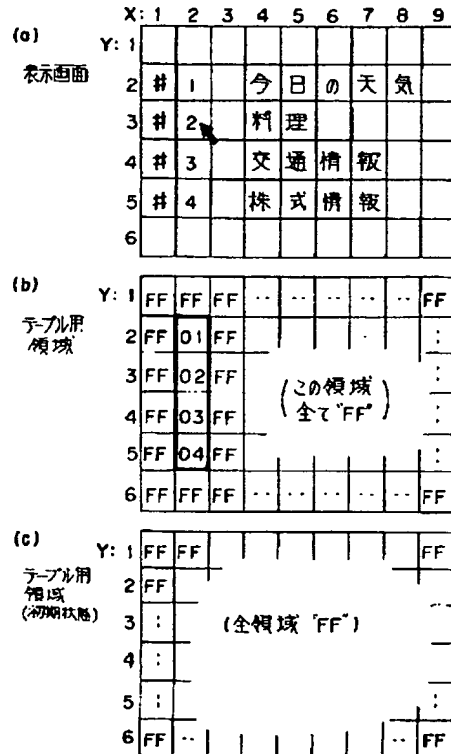 X: 1 2 3 4 5 6 7 8 9
(a)
Y: 1
表示画面
2 # 1 今 日 の 天 気
3 # 2 料 理
4 # 3 交 通 情 報
5 # 4 株 式 情 報
6
(b)
Y: 1 FF FF FF ‥ ‥ ‥ ‥ ‥ FF
テーブル用
領域
2 FF 01 FF :
3 FF 02 FF :
(この領域
全て"FF")
4 FF 03 FF :
5 FF 04 FF :
6 FF FF FF ‥ ‥ ‥ ‥ ‥ FF
(c)
Y: 1 FF FF FF
テーブル用
領域
(初期状態)
2 FF
3 : (全領域"FF")
4 :
5 : :
6 FF ‥ ‥ FF